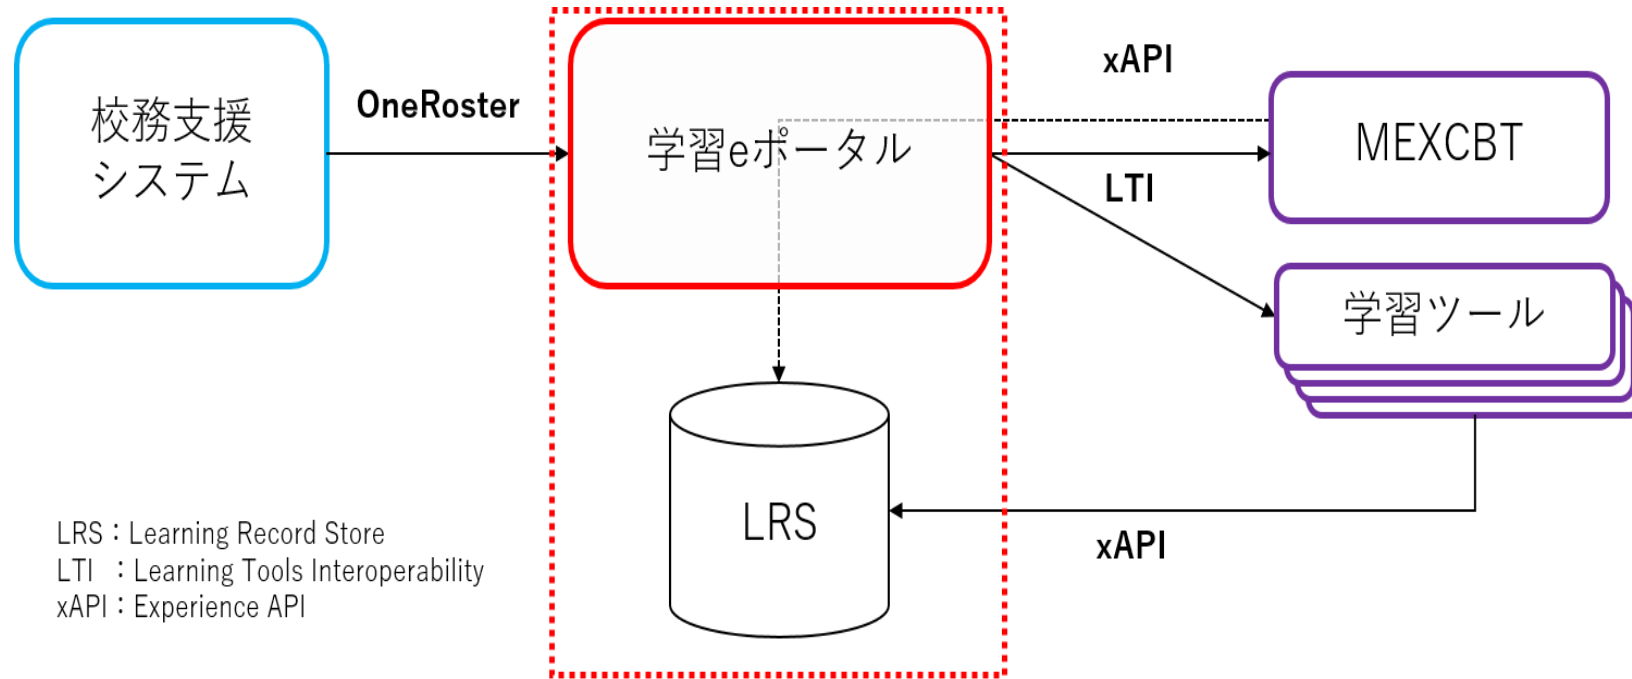 校務支援
システム
OneRoster
学習eポータル
xAPI
MEXCBT
LTI
学習ツール
LRS
xAPI
LRS：Learning Record Store
LTI ：Learning Tools Interoperability
xAPI：Experience API